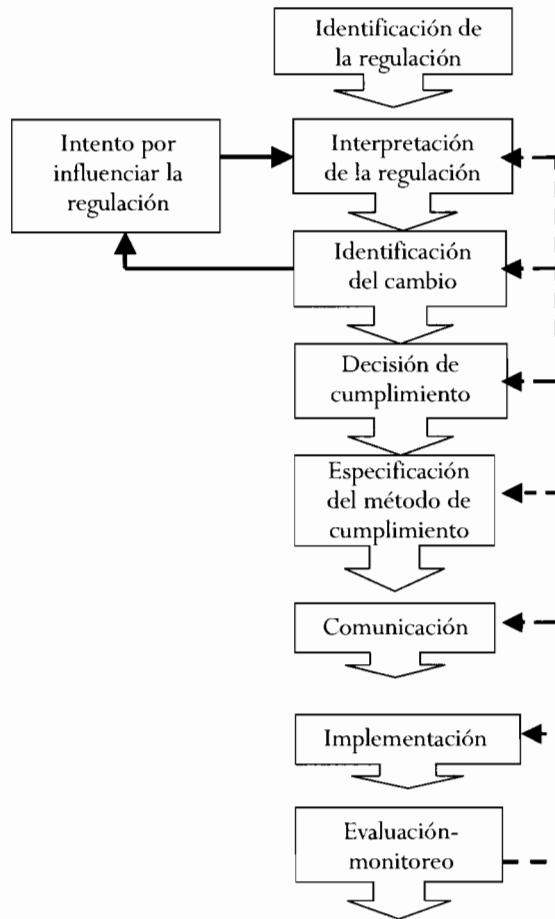 Identificación de
la regulación
Intento por
influenciar la
regulación
Interpretación
de la regulación
Identificación
del cambio
Decisión de
cumplimiento
Especificación
del método de
cumplimiento
Comunicación
Implementación
Evaluación-
monitoreo